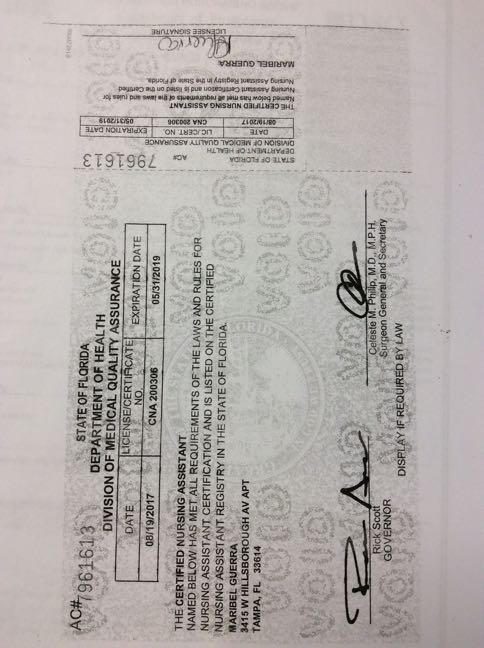 AC# 7961613
STATE OF FLORIDA
DEPARTMENT OF HEALTH
DIVISION OF MEDICAL QUALITY ASSURANCE
DATE LICENSE/CERTIFICATE NO. EXPIRATION DATE
08/19/2017 CNA 200306 05/31/2019
THE CERTIFIED NURSING ASSISTANT
NAMED BELOW HAS MET ALL REQUIREMENTS OF THE LAWS AND RULES FOR
NURSING ASSISTANT CERTIFICATION AND IS LISTED ON THE CERTIFIED
NURSING ASSISTANT REGISTRY IN THE STATE OF FLORIDA.
MARIBEL GUERRA
3415 W HILLSBOROUGH AV APT
TAMPA, FL 33614
Rick Scott
GOVERNOR
Celeste M. Philip, M.D., M.P.H.
Surgeon General and Secretary
DISPLAY IF REQUIRED BY LAW
STATE OF FLORIDA AC# 7961613
DEPARTMENT OF HEALTH
DIVISION OF MEDICAL QUALITY ASSURANCE
DATE LIC/CERT. NO. EXPIRATION DATE
08/19/2017 CNA 200306 05/31/2019
THE CERTIFIED NURSING ASSISTANT
Named below has met all requirements of the laws and rules for
Nursing Assistant Certification and is listed on the Certified
Nursing Assistant Registry in the State of Florida.
MARIBEL GUERRA
LICENSEE SIGNATURE